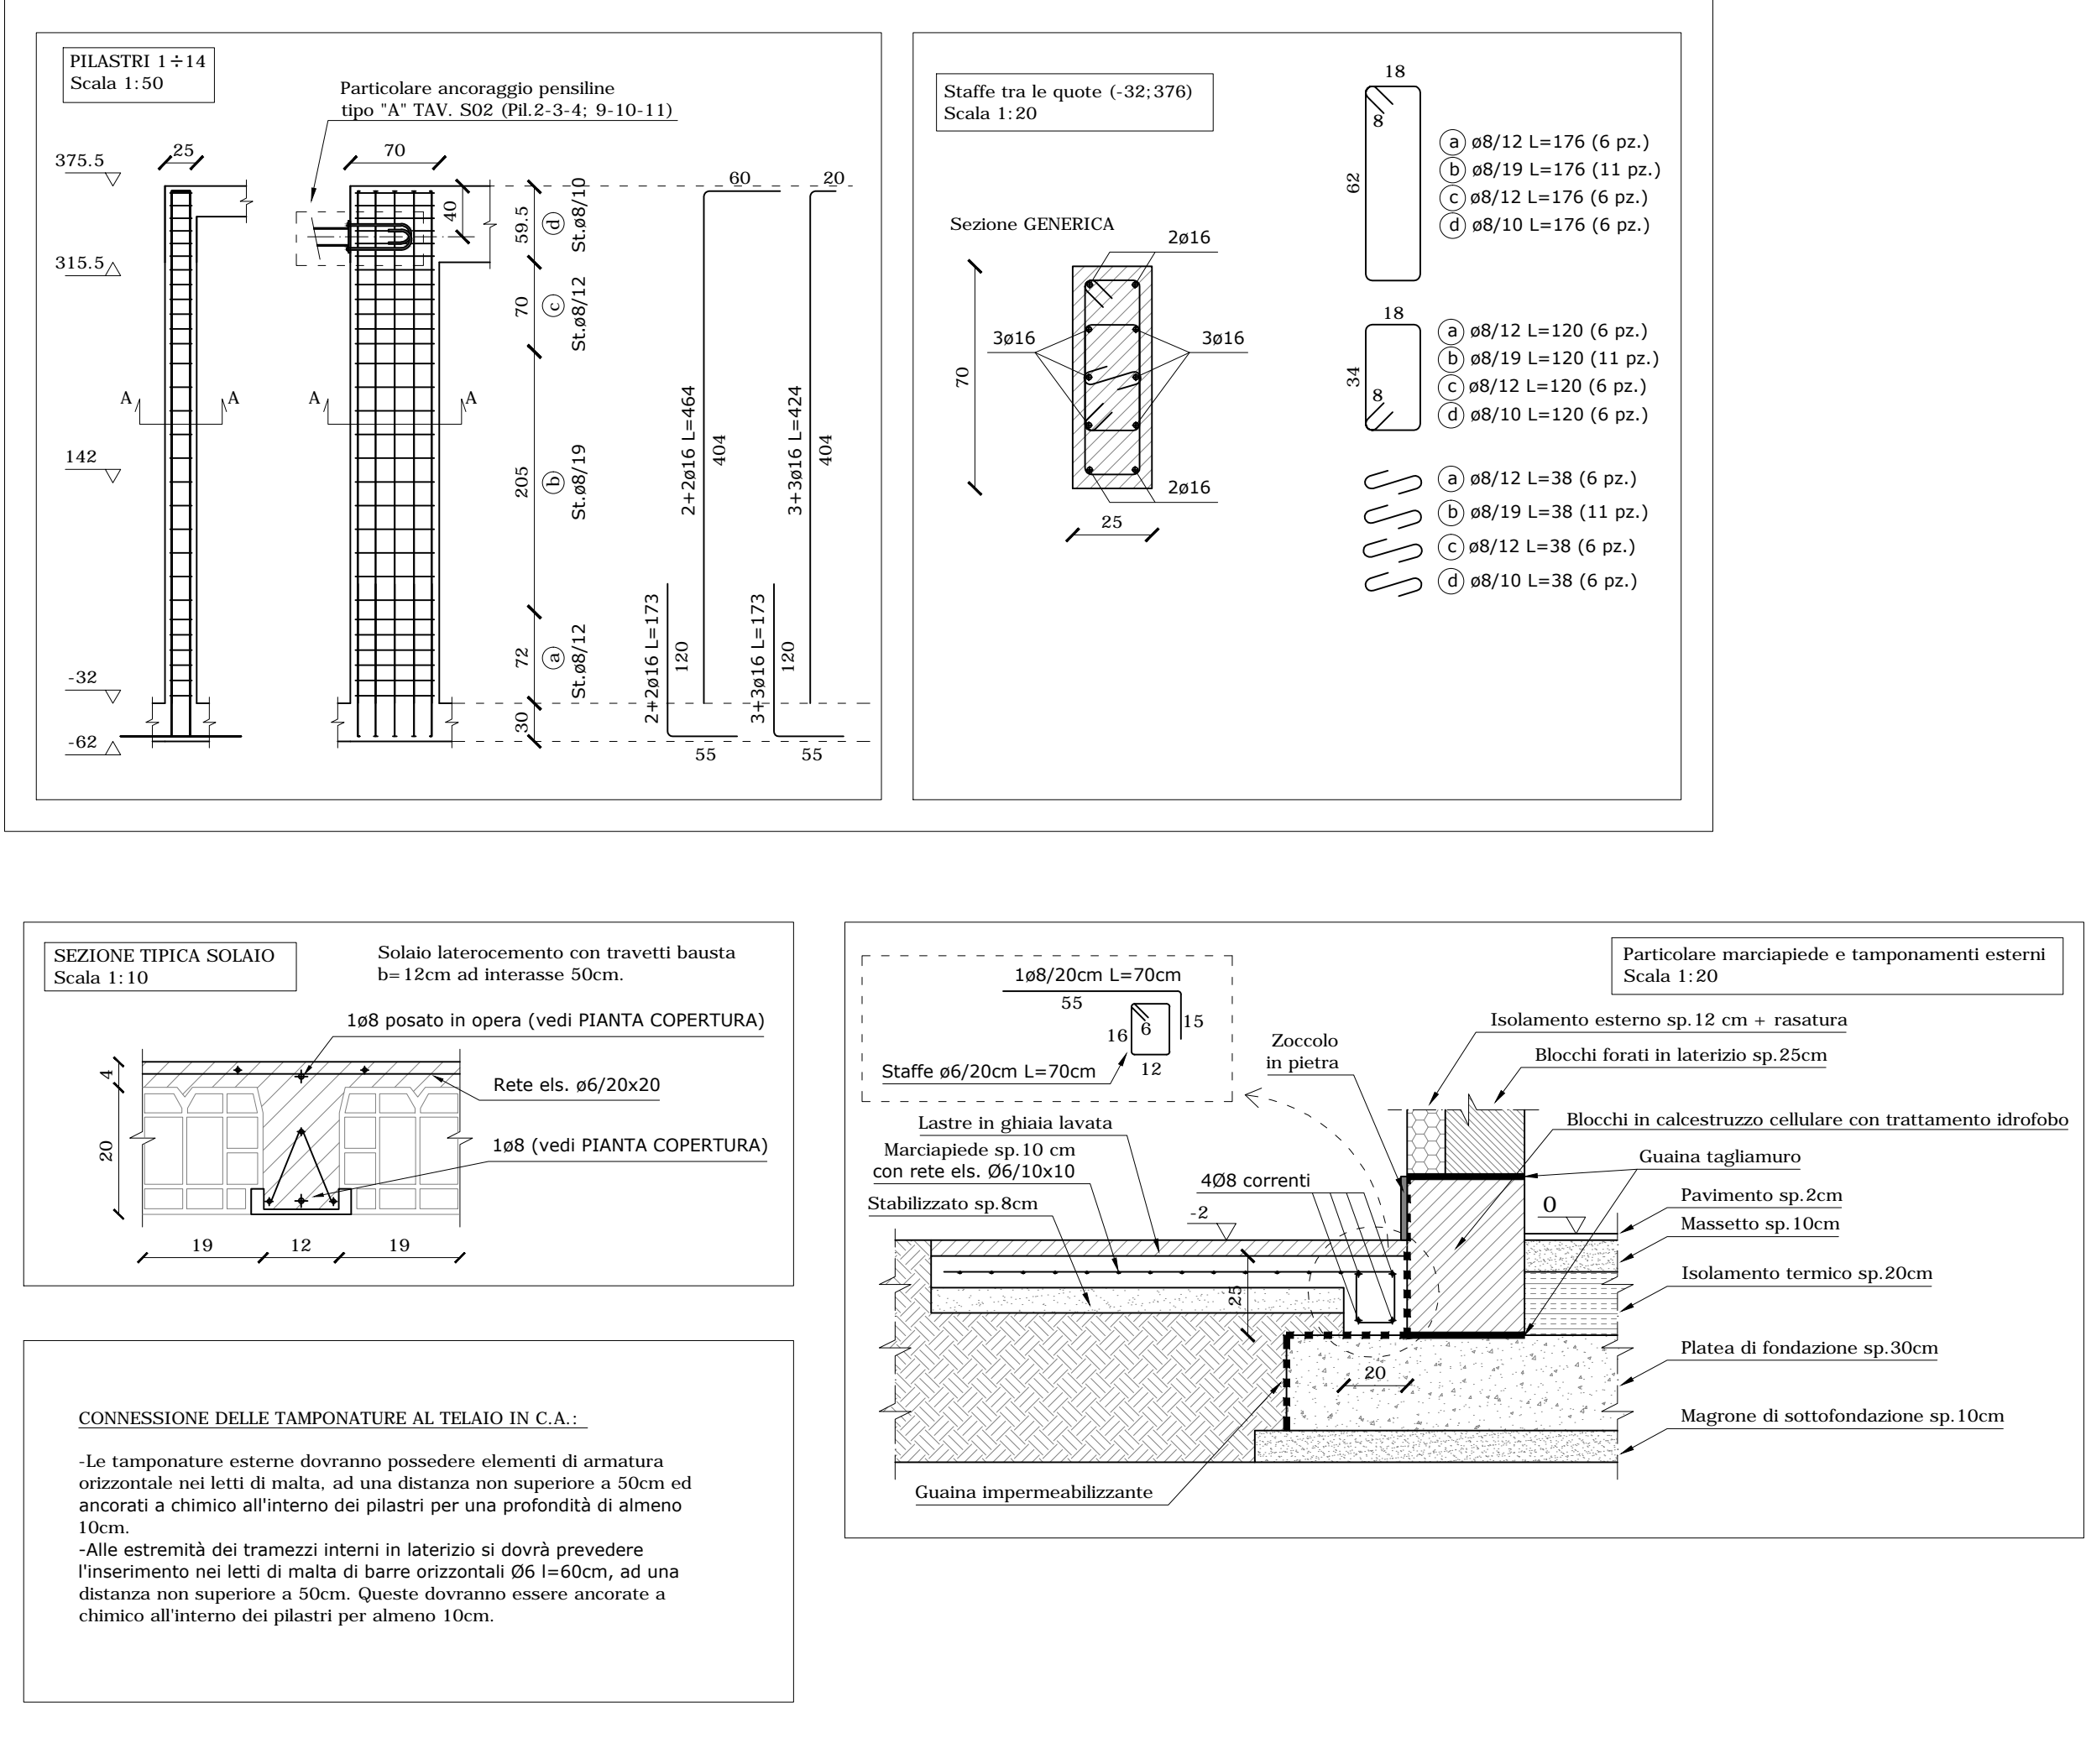 PILASTRI 1÷14
Scala 1:50
Particolare ancoraggio pensiline
tipo "A" TAV. S02 (Pil.2-3-4; 9-10-11)
375.5
25
70
315.5
142
-32
-62
A
A
A
A
40
59.5
d
St.ø8/10
70
c
St.ø8/12
205
b
St.ø8/19
72
a
St.ø8/12
30
60
2+2ø16 L=464
404
20
3+3ø16 L=424
404
2+2ø16 L=173
120
55
3+3ø16 L=173
120
55
Staffe tra le quote (-32;376)
Scala 1:20
Sezione GENERICA
2ø16
3ø16
3ø16
2ø16
70
25
18
8
62
a ø8/12 L=176 (6 pz.)
b ø8/19 L=176 (11 pz.)
c ø8/12 L=176 (6 pz.)
d ø8/10 L=176 (6 pz.)
18
34
8
a ø8/12 L=120 (6 pz.)
b ø8/19 L=120 (11 pz.)
c ø8/12 L=120 (6 pz.)
d ø8/10 L=120 (6 pz.)
a ø8/12 L=38 (6 pz.)
b ø8/19 L=38 (11 pz.)
c ø8/12 L=38 (6 pz.)
d ø8/10 L=38 (6 pz.)
SEZIONE TIPICA SOLAIO
Scala 1:10
Solaio laterocemento con travetti bausta
b=12cm ad interasse 50cm.
1ø8 posato in opera (vedi PIANTA COPERTURA)
Rete els. ø6/20x20
1ø8 (vedi PIANTA COPERTURA)
4
20
19
12
19
CONNESSIONE DELLE TAMPONATURE AL TELAIO IN C.A.:
-Le tamponature esterne dovranno possedere elementi di armatura
orizzontale nei letti di malta, ad una distanza non superiore a 50cm ed
ancorati a chimico all'interno dei pilastri per una profondità di almeno
10cm.
-Alle estremità dei tramezzi interni in laterizio si dovrà prevedere
l'inserimento nei letti di malta di barre orizzontali Ø6 l=60cm, ad una
distanza non superiore a 50cm. Queste dovranno essere ancorate a
chimico all'interno dei pilastri per almeno 10cm.
Particolare marciapiede e tamponamenti esterni
Scala 1:20
1ø8/20cm L=70cm
55
15
16
6
12
Staffe ø6/20cm L=70cm
Zoccolo
in pietra
Isolamento esterno sp.12 cm + rasatura
Blocchi forati in laterizio sp.25cm
Blocchi in calcestruzzo cellulare con trattamento idrofobo
Guaina tagliamuro
Lastre in ghiaia lavata
Marciapiede sp.10 cm
con rete els. Ø6/10x10
Stabilizzato sp.8cm
4Ø8 correnti
-2
0
Pavimento sp.2cm
Massetto sp.10cm
Isolamento termico sp.20cm
25
20
Platea di fondazione sp.30cm
Magrone di sottofondazione sp.10cm
Guaina impermeabilizzante